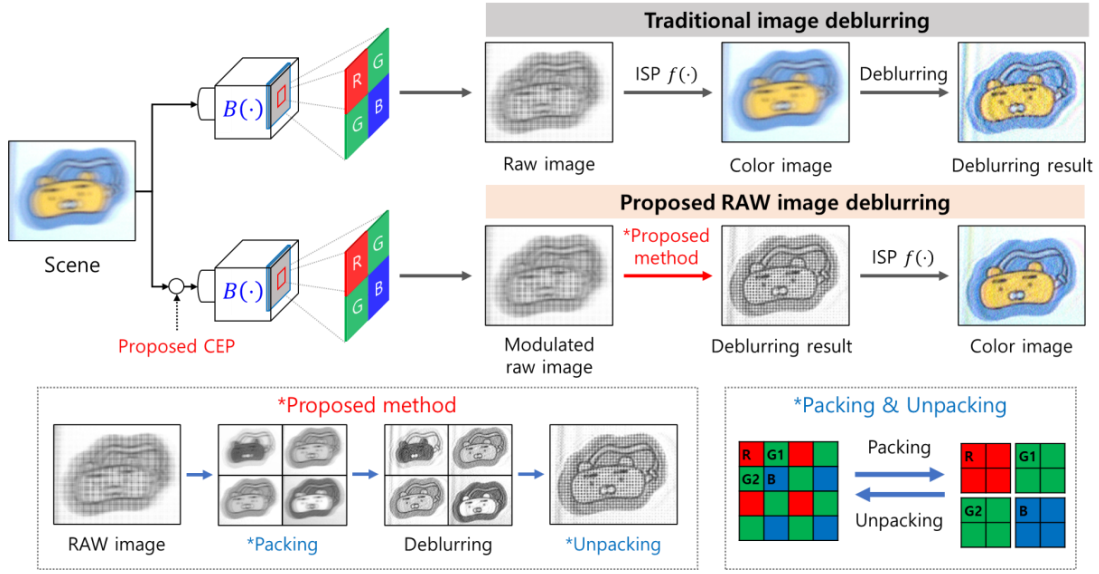 Traditional image deblurring
B(·)
R
G
G
B
ISP f(·)
Deblurring
Raw image
Color image
Deblurring result
Scene
Proposed RAW image deblurring
B(·)
R
G
G
B
*Proposed
method
ISP f(·)
Proposed CEP
Modulated
raw image
Deblurring result
Color image
*Proposed method
RAW image
*Packing
Deblurring
*Unpacking
*Packing & Unpacking
R G1
G2 B
Packing
Unpacking
R
G1
G2
B